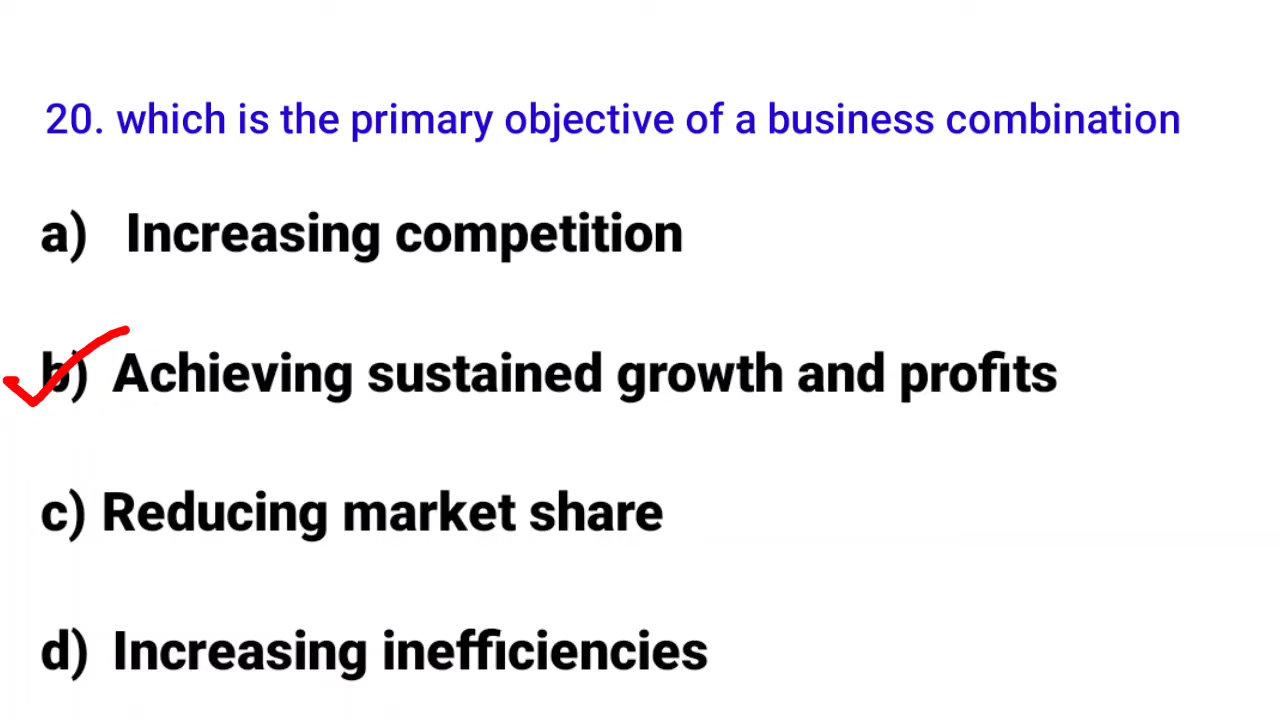 20. which is the primary objective of a business combination
a) Increasing competition
b) Achieving sustained growth and profits
c) Reducing market share
d) Increasing inefficiencies